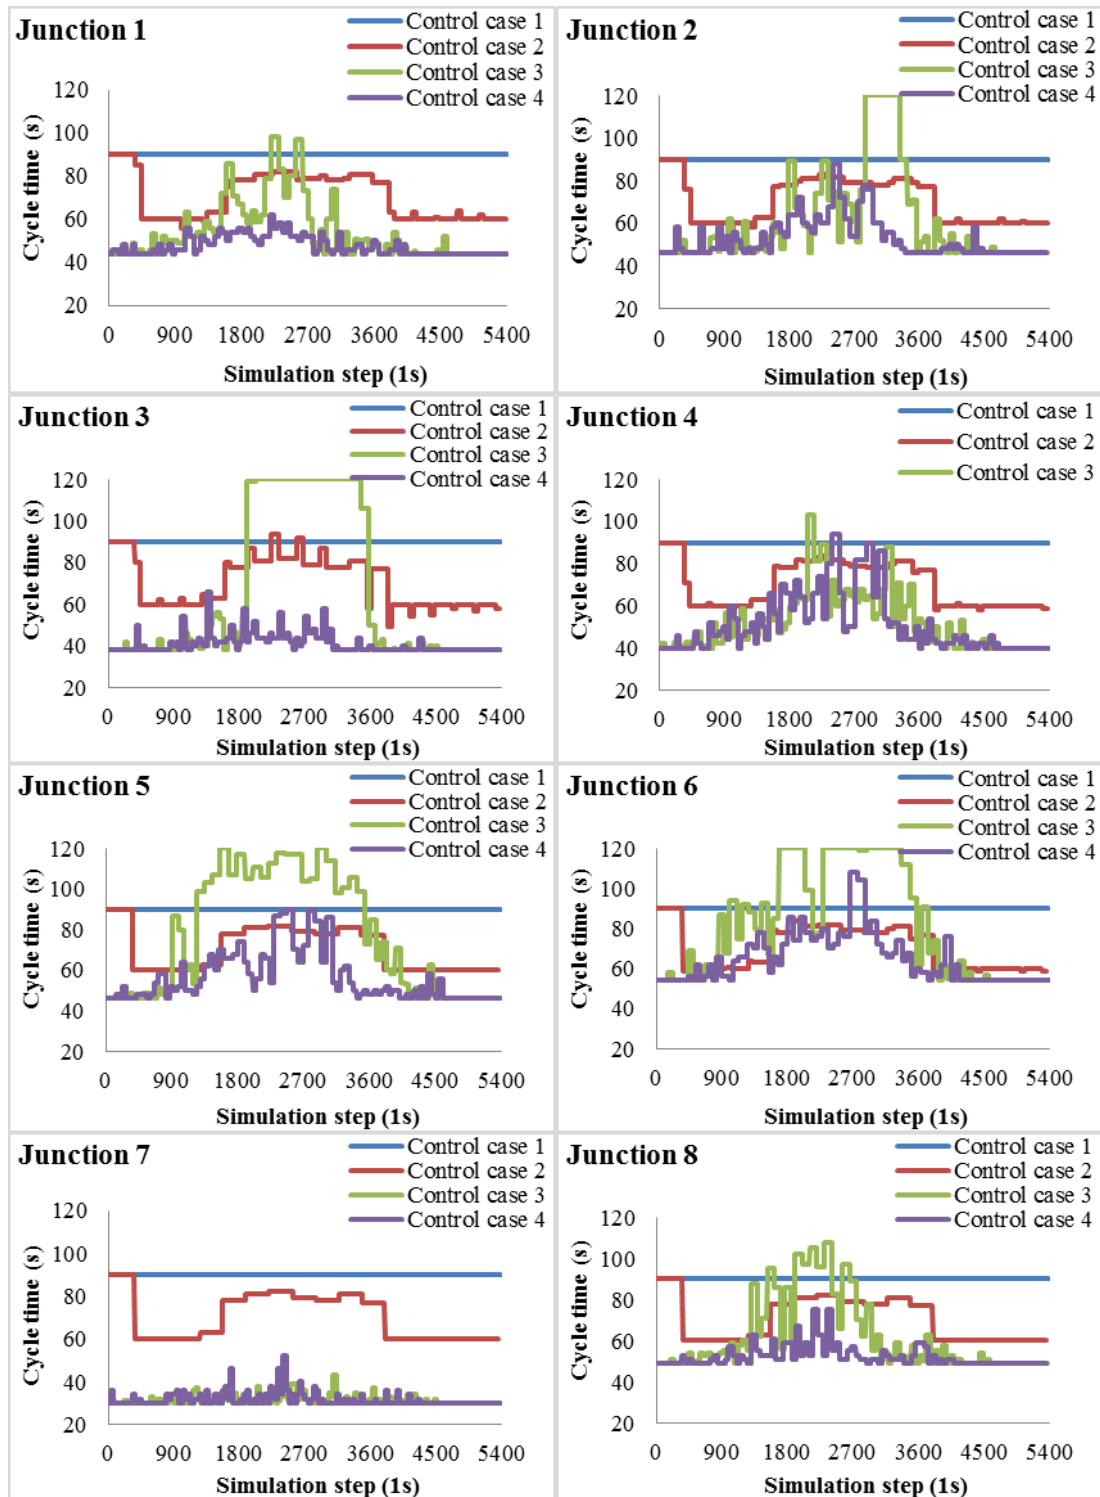 Junction 1
Control case 1
Control case 2
Control case 3
Control case 4
Cycle time (s)
120
100
80
60
40
20
0 900 1800 2700 3600 4500 5400
Simulation step (1s)
Junction 2
Control case 1
Control case 2
Control case 3
Control case 4
Cycle time (s)
120
100
80
60
40
20
0 900 1800 2700 3600 4500 5400
Simulation step (1s)
Junction 3
Control case 1
Control case 2
Control case 3
Control case 4
Cycle time (s)
120
100
80
60
40
20
0 900 1800 2700 3600 4500 5400
Simulation step (1s)
Junction 4
Control case 1
Control case 2
Control case 3
Cycle time (s)
120
100
80
60
40
20
0 900 1800 2700 3600 4500 5400
Simulation step (1s)
Junction 5
Control case 1
Control case 2
Control case 3
Control case 4
Cycle time (s)
120
100
80
60
40
20
0 900 1800 2700 3600 4500 5400
Simulation step (1s)
Junction 6
Control case 1
Control case 2
Control case 3
Control case 4
Cycle time (s)
120
100
80
60
40
20
0 900 1800 2700 3600 4500 5400
Simulation step (1s)
Junction 7
Control case 1
Control case 2
Control case 3
Control case 4
Cycle time (s)
120
100
80
60
40
20
0 900 1800 2700 3600 4500 5400
Simulation step (1s)
Junction 8
Control case 1
Control case 2
Control case 3
Control case 4
Cycle time (s)
120
100
80
60
40
20
0 900 1800 2700 3600 4500 5400
Simulation step (1s)